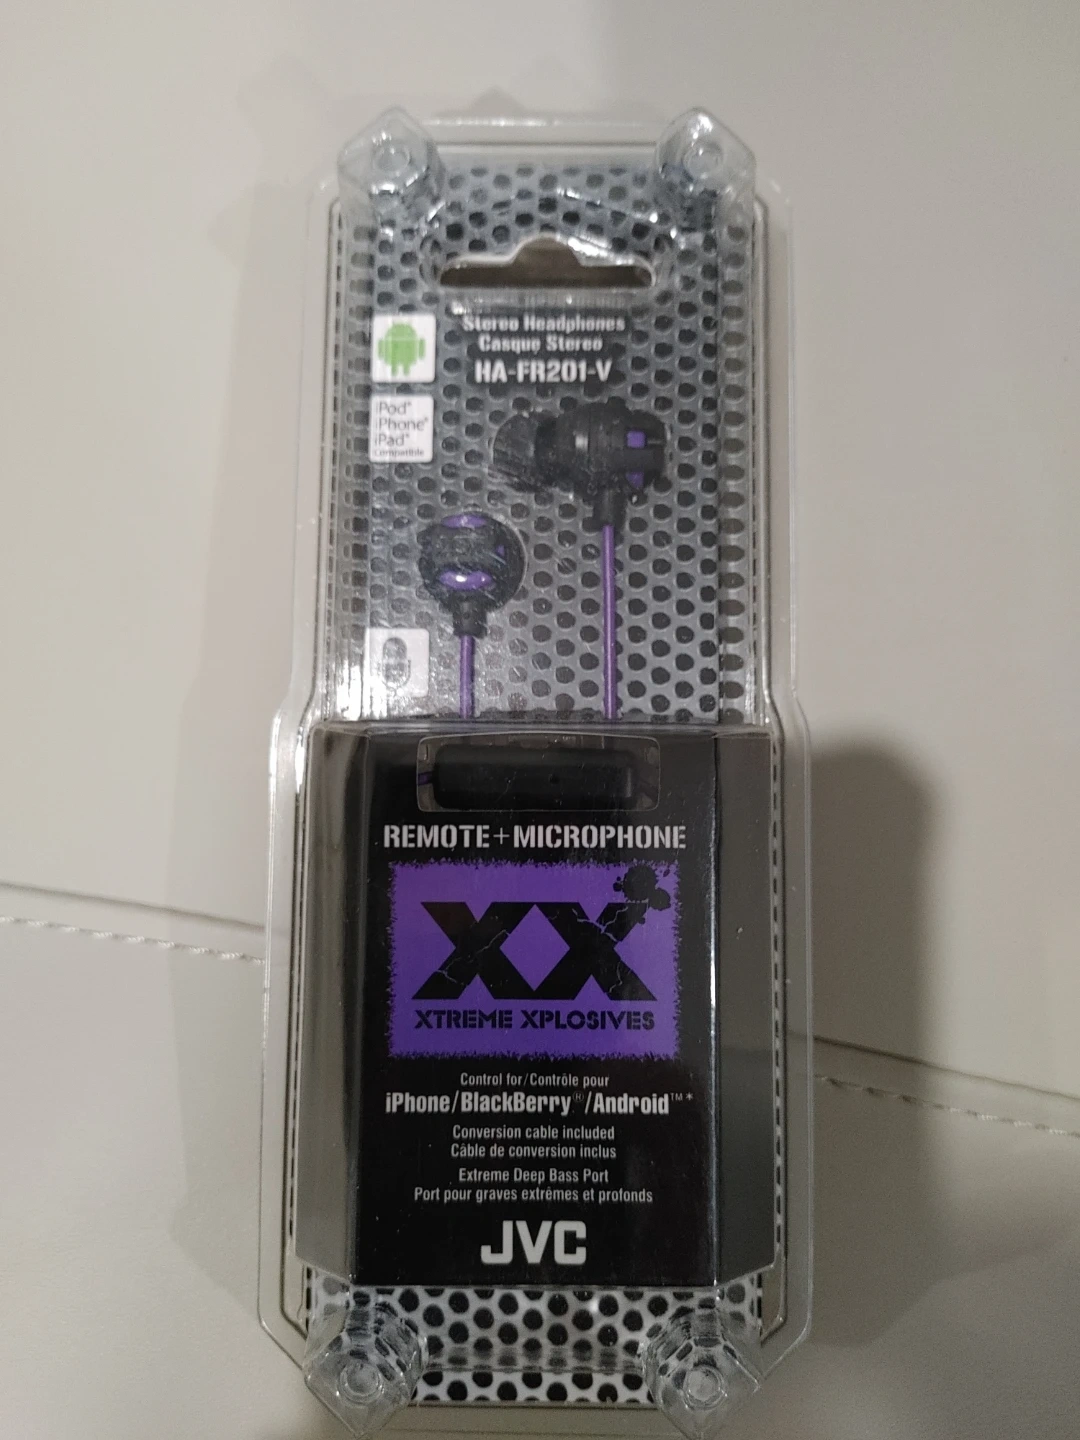 Stereo Headphones
Casque Stereo
HA-FR201-V
iPod®
iPhone®
iPad®
Compatible
REMOTE+MICROPHONE
XX
XTREME XPLOSIVES
Control for/Contrôle pour
iPhone/BlackBerry®/Android™*
Conversion cable included
Câble de conversion inclus
Extreme Deep Bass Port
Port pour graves extrêmes et profonds
JVC